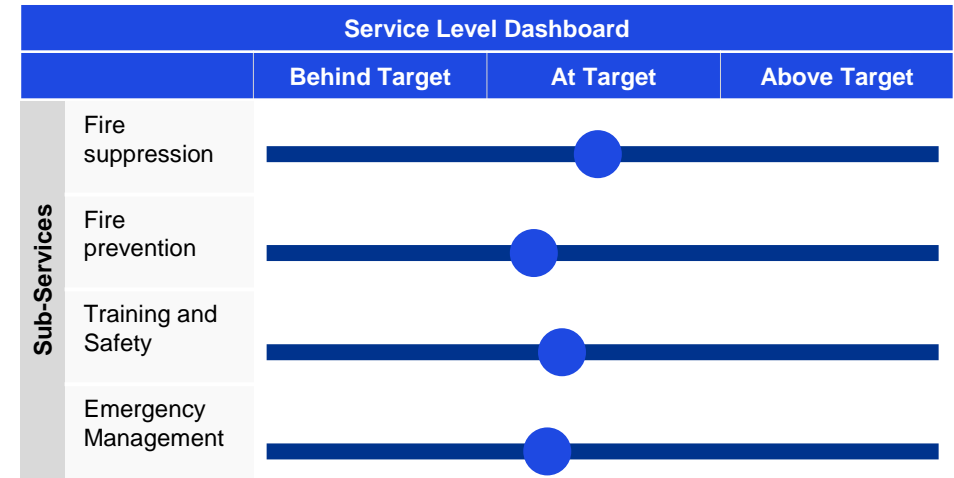 Service Level Dashboard
Behind Target At Target Above Target
Sub-Services
Fire
suppression
Fire
prevention
Training and
Safety
Emergency
Management